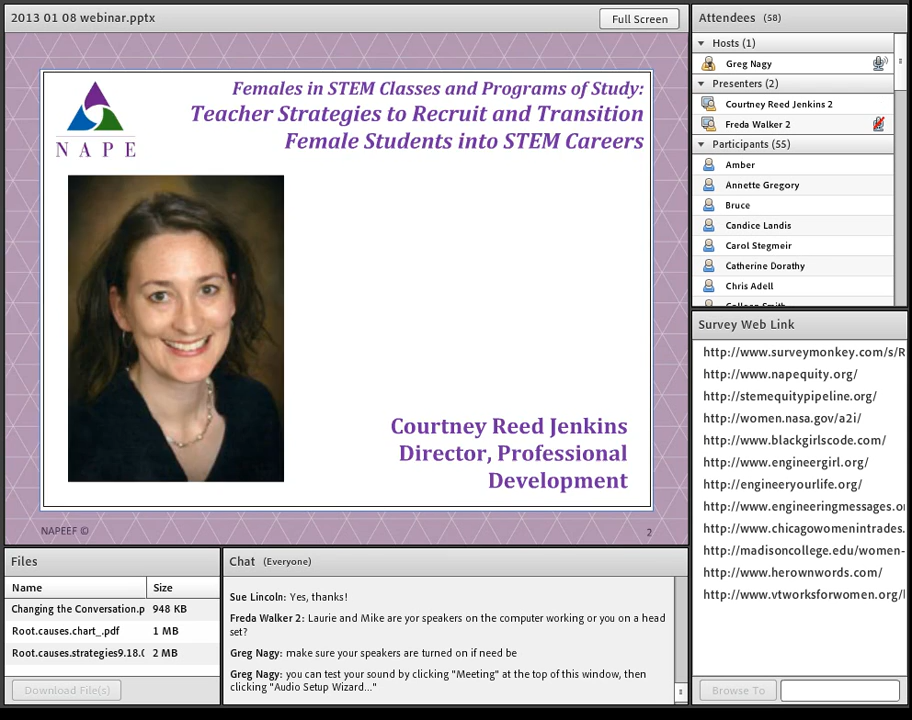 2013 01 08 webinar.pptx
Full Screen
Females in STEM Classes and Programs of Study:
Teacher Strategies to Recruit and Transition
Female Students into STEM Careers
NAPE
Courtney Reed Jenkins
Director, Professional
Development
NAPEEF ©
2
Attendees (58)
Hosts (1)
Greg Nagy
Presenters (2)
Courtney Reed Jenkins 2
Freda Walker 2
Participants (55)
Amber
Annette Gregory
Bruce
Candice Landis
Carol Stegmeir
Catherine Dorathy
Chris Adell
Survey Web Link
http://www.surveymonkey.com/s/R
http://www.napequity.org/
http://stemequitypipeline.org/
http://women.nasa.gov/a2i/
http://www.blackgirlscode.com/
http://www.engineergirl.org/
http://engineeryourlife.org/
http://www.engineeringmessages.o
http://www.chicagowomenintrades.
http://madisoncollege.edu/women-
http://www.herownwords.com/
http://www.vtworksforwomen.org/
Browse To
Files
Name Size
Changing the Conversation.p 948 KB
Root.causes.chart_.pdf 1 MB
Root.causes.strategies9.18.( 2 MB
Download File(s)
Chat (Everyone)
Sue Lincoln: Yes, thanks!
Freda Walker 2: Laurie and Mike are yor speakers on the computer working or you on a head
set?
Greg Nagy: make sure your speakers are turned on if need be
Greg Nagy: you can test your sound by clicking "Meeting" at the top of this window, then
clicking "Audio Setup Wizard..."